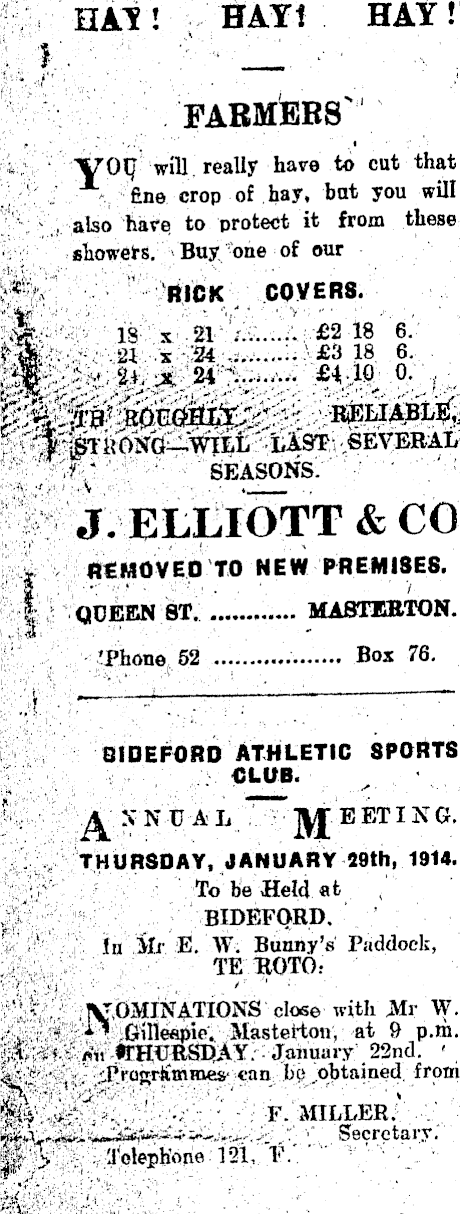 HAY! HAY! HAY!
FARMERS
YOU will really have to cut that
fine crop of hay, but you will
also have to protect it from these
showers. Buy one of our
RICK COVERS.
18 x 21 ......... £2 18 6.
21 x 24 ......... £3 18 6.
24 x 24 ......... £4 10 0.
THOROUGHLY RELIABLE,
STRONG—WILL LAST SEVERAL
SEASONS.
J. ELLIOTT & CO
REMOVED TO NEW PREMISES.
QUEEN ST. ............ MASTERTON.
'Phone 52 .................. Box 76.
BIDEFORD ATHLETIC SPORTS
CLUB.
ANNUAL MEETING.
THURSDAY, JANUARY 29th, 1914.
To be Held at
BIDEFORD,
In Mr E. W. Bunny's Paddock,
TE ROTO:
NOMINATIONS close with Mr W.
Gillespie, Masterton, at 9 p.m.
on THURSDAY. January 22nd.
Programmes can be obtained from
F. MILLER.
Secretary.
Telephone 121, F.